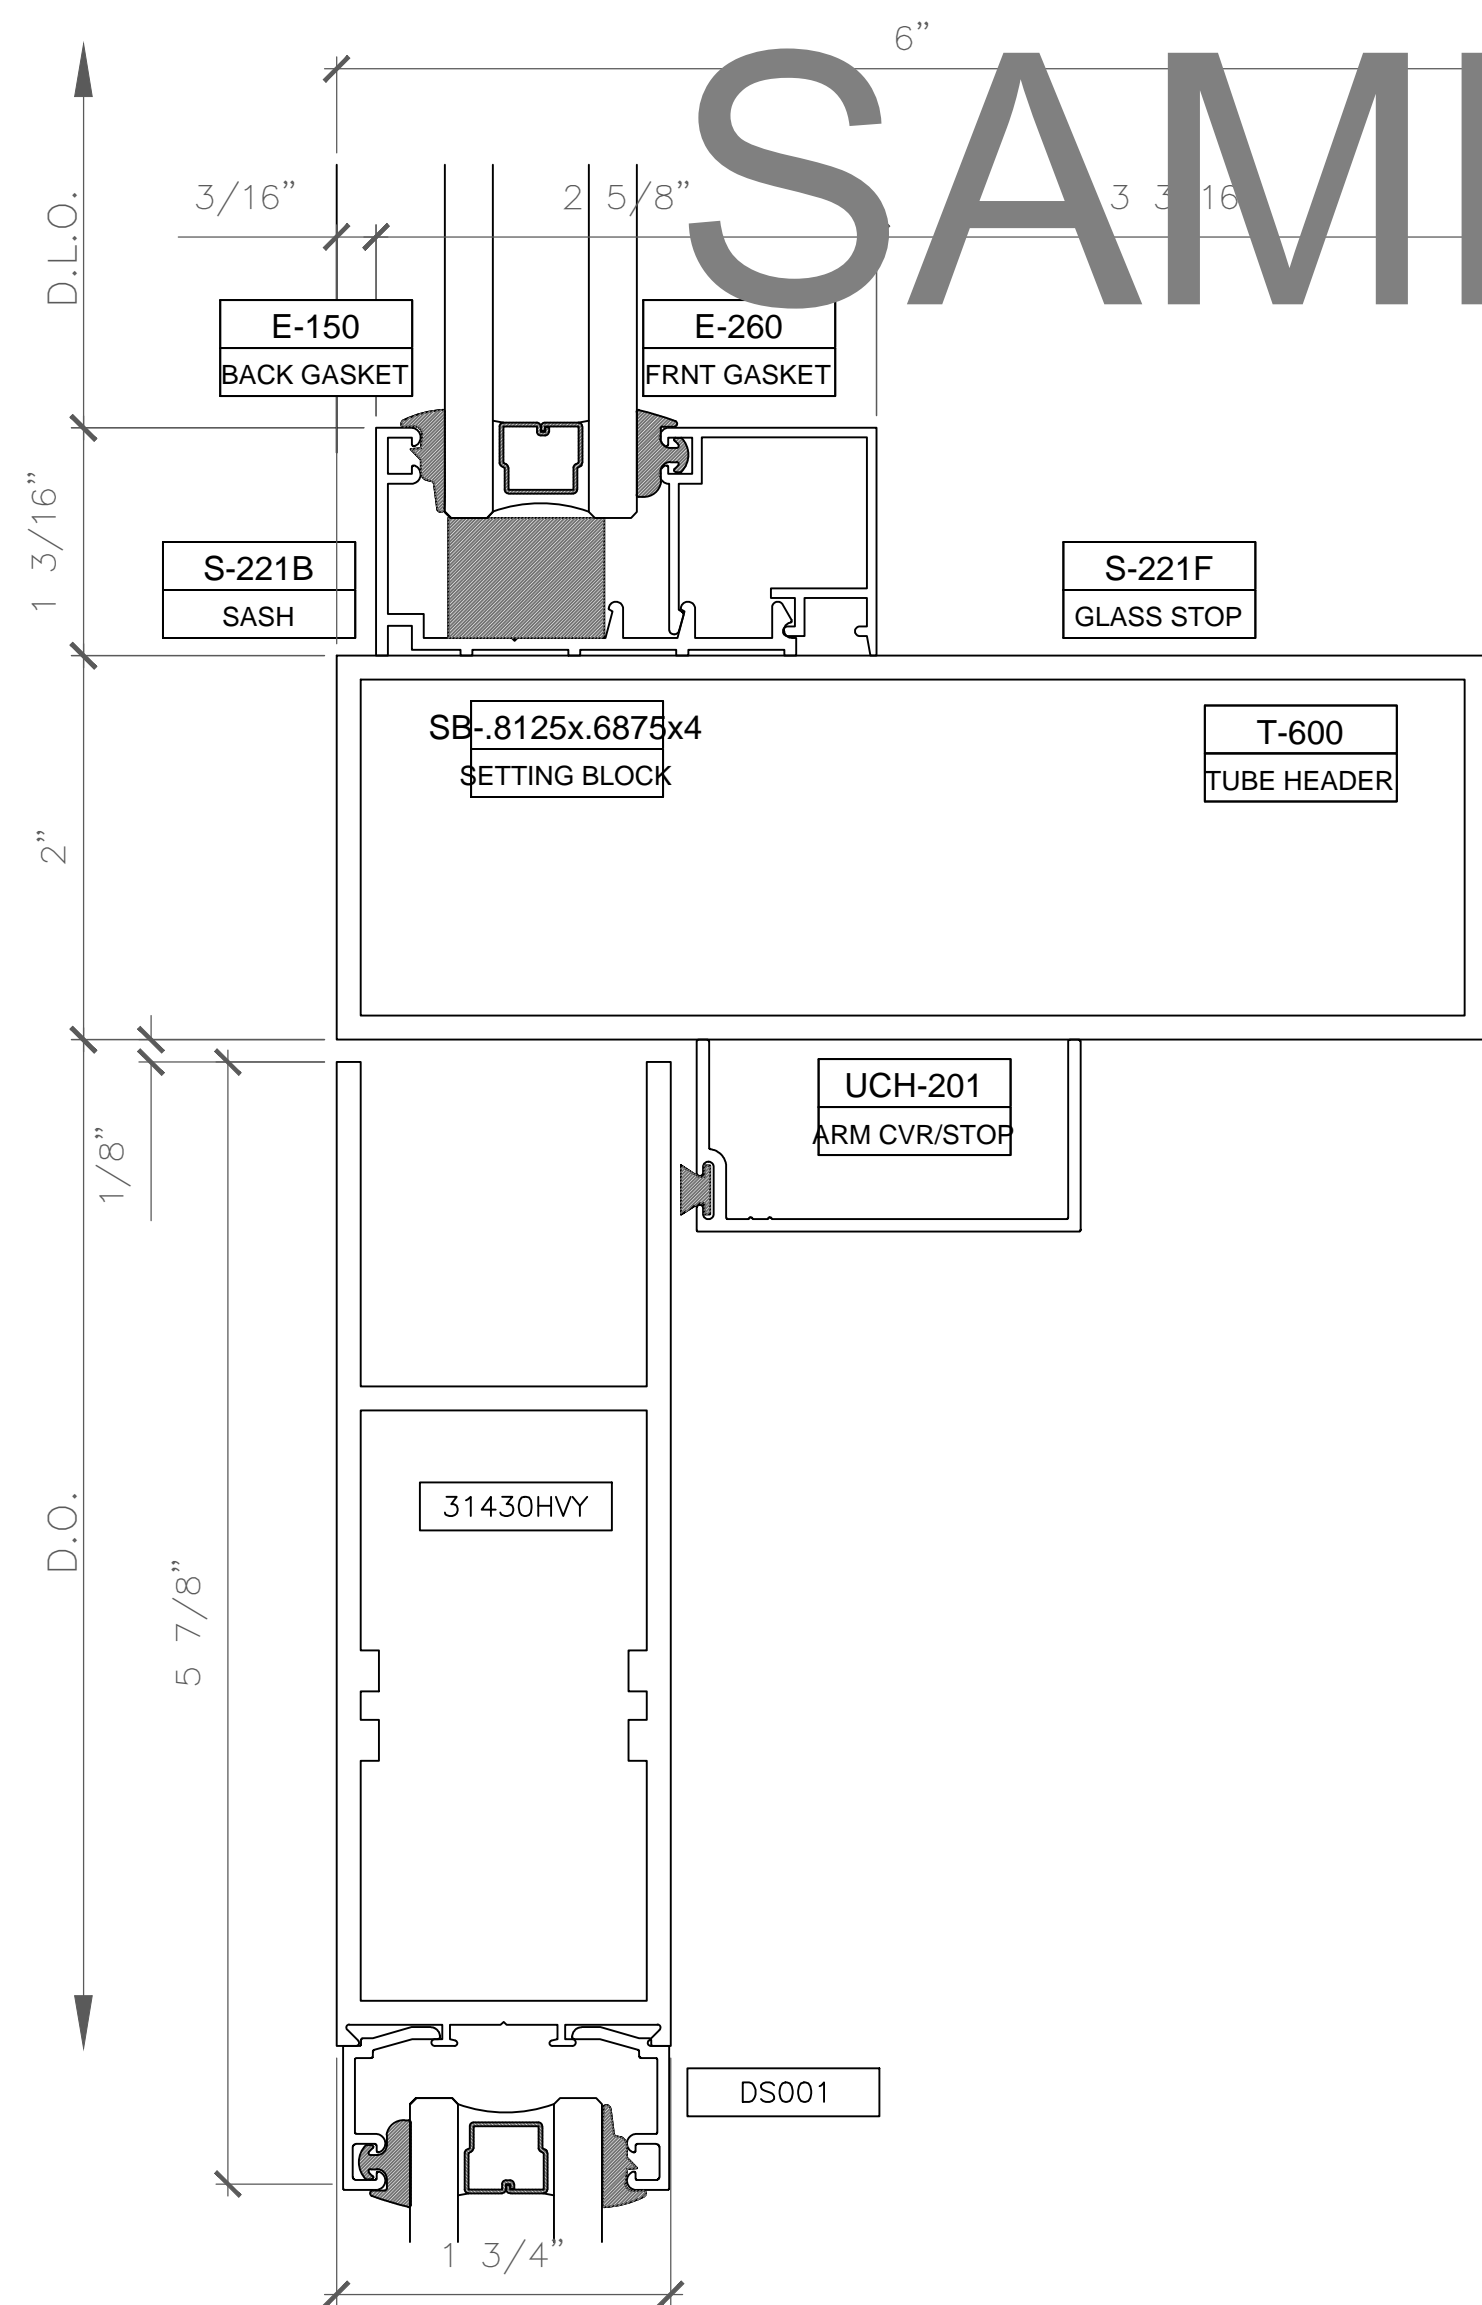 6"
3/16"
2 5/8"
D.L.O.
E-150
BACK GASKET
E-260
FRNT GASKET
1 3/16"
S-221B
SASH
S-221F
GLASS STOP
SB-.8125x.6875x4
SETTING BLOCK
T-600
TUBE HEADER
2"
UCH-201
ARM CVR/STOP
1/8"
31430HVY
D.O.
5 7/8"
DS001
1 3/4"